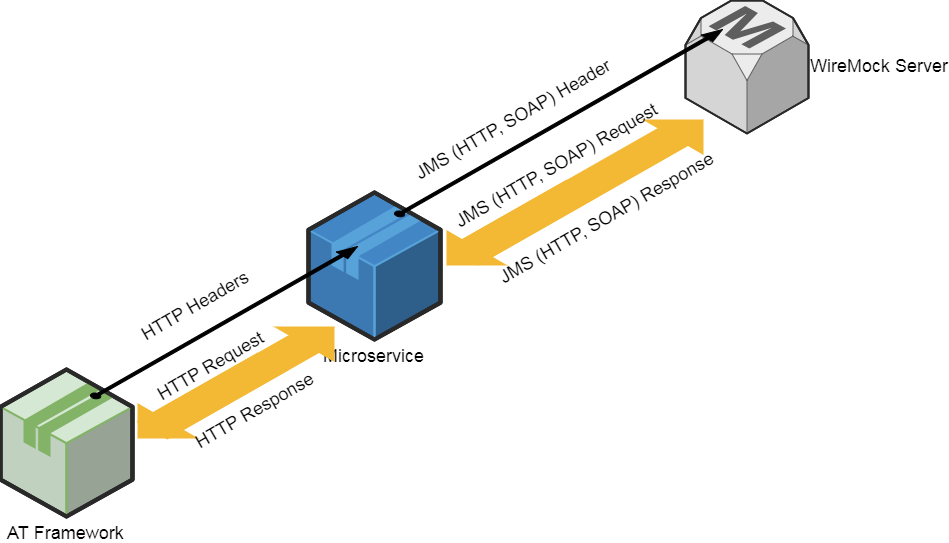 M
WireMock Server
JMS (HTTP, SOAP) Header
JMS (HTTP, SOAP) Request
JMS (HTTP, SOAP) Response
HTTP Headers
HTTP Request
HTTP Response
Microservice
AT Framework